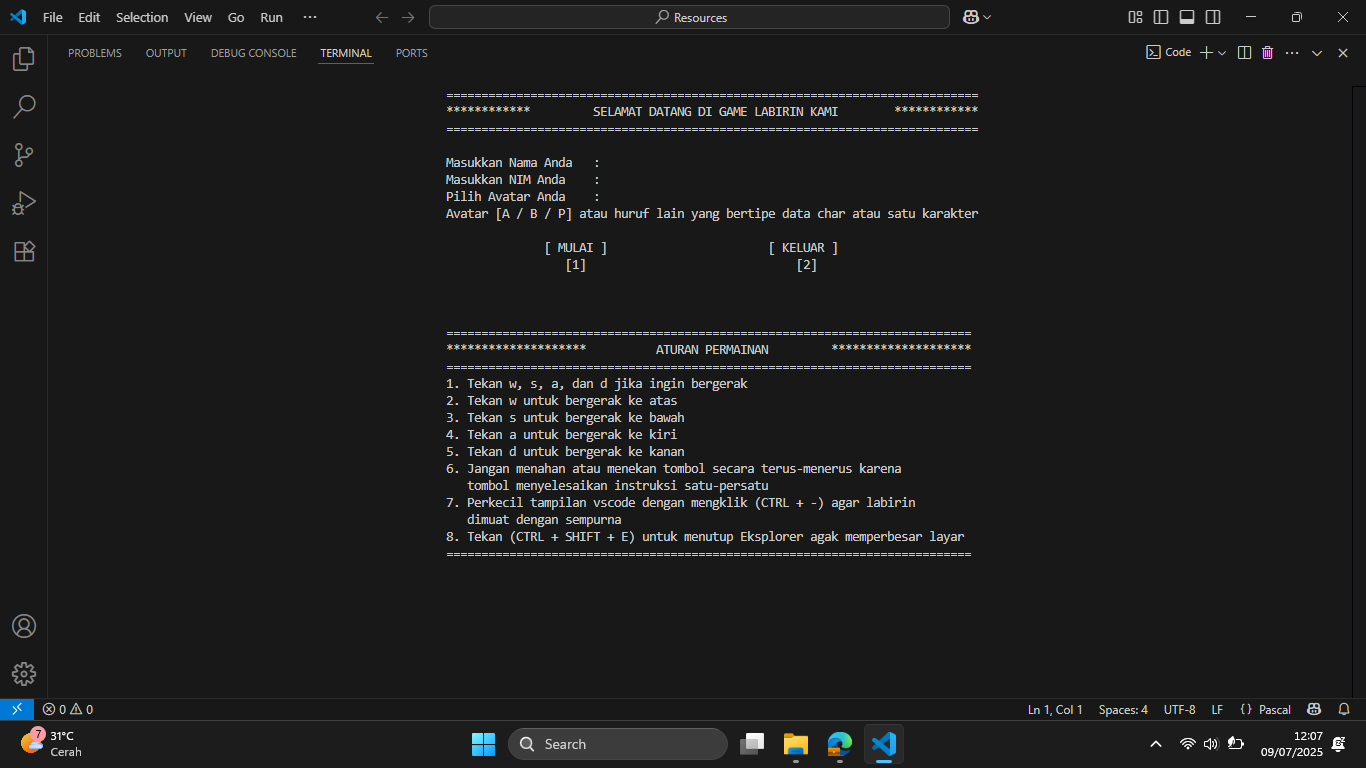 File Edit Selection View Go Run ··· Resources
PROBLEMS OUTPUT DEBUG CONSOLE TERMINAL PORTS Code
============================================================================
************ SELAMAT DATANG DI GAME LABIRIN KAMI ************
============================================================================
Masukkan Nama Anda :
Masukkan NIM Anda :
Pilih Avatar Anda :
Avatar [A / B / P] atau huruf lain yang bertipe data char atau satu karakter
[ MULAI ] [ KELUAR ]
[1] [2]
===========================================================================
******************** ATURAN PERMAINAN ********************
===========================================================================
1. Tekan w, s, a, dan d jika ingin bergerak
2. Tekan w untuk bergerak ke atas
3. Tekan s untuk bergerak ke bawah
4. Tekan a untuk bergerak ke kiri
5. Tekan d untuk bergerak ke kanan
6. Jangan menahan atau menekan tombol secara terus-menerus karena
tombol menyelesaikan instruksi satu-persatu
7. Perkecil tampilan vscode dengan mengklik (CTRL + -) agar labirin
dimuat dengan sempurna
8. Tekan (CTRL + SHIFT + E) untuk menutup Eksplorer agak memperbesar layar
===========================================================================
0 0 Ln 1, Col 1 Spaces: 4 UTF-8 LF {} Pascal
7 31°C
Cerah
Search
12:07
09/07/2025